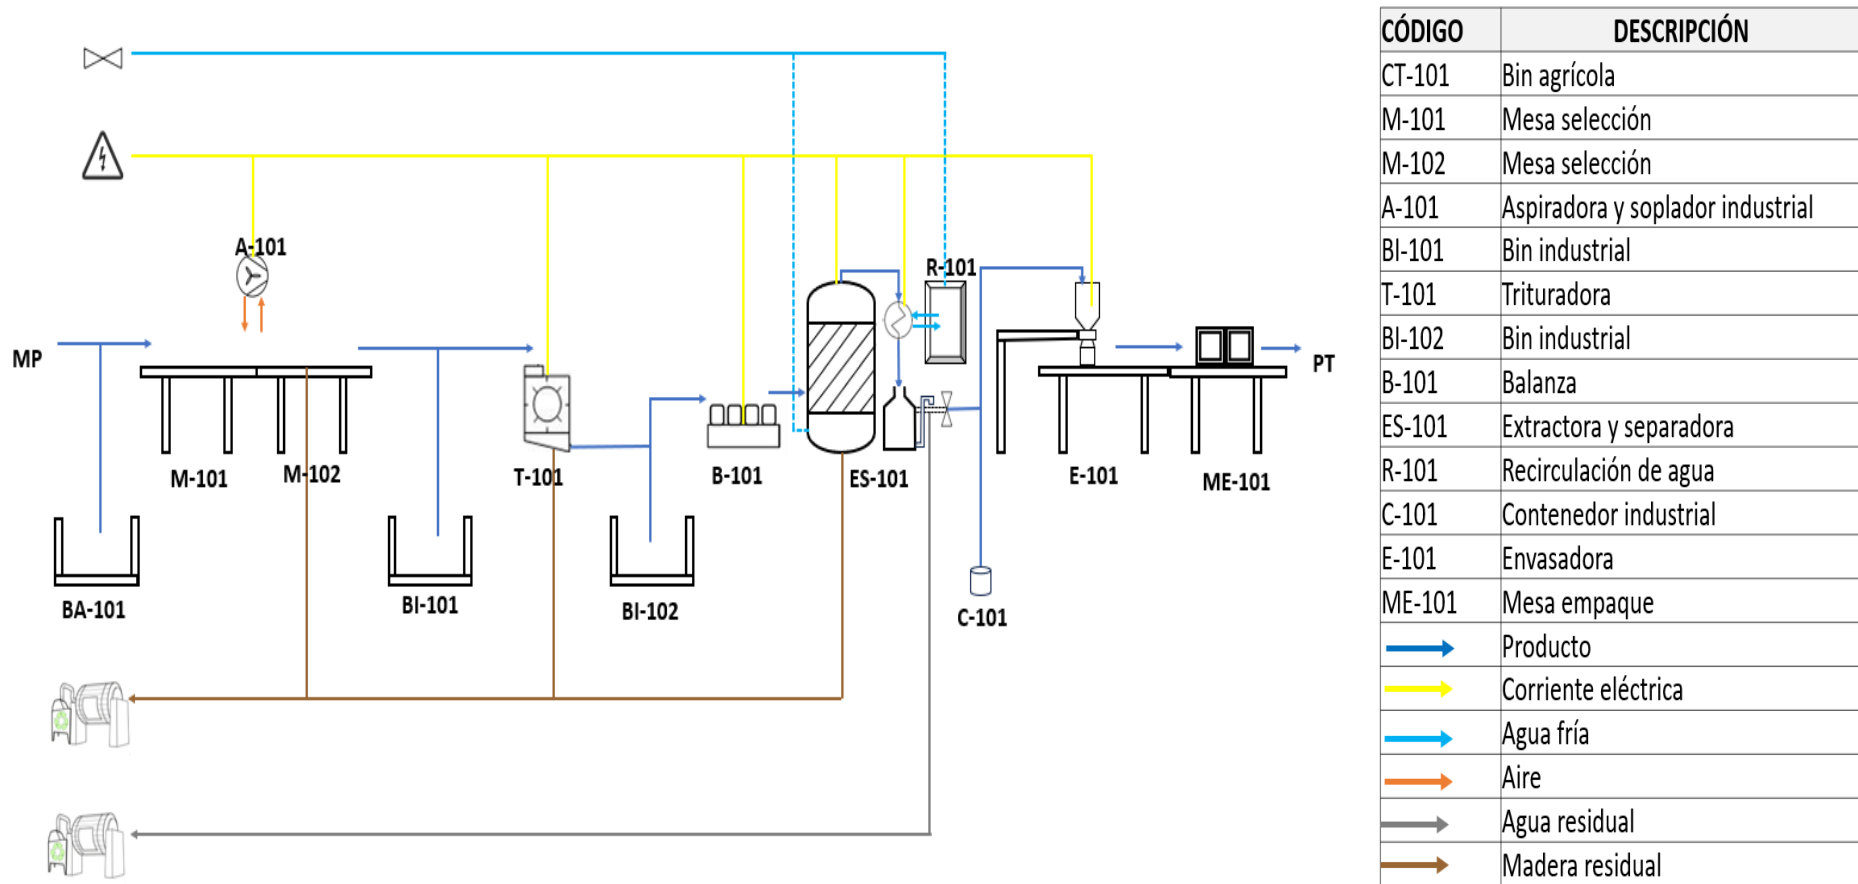 A-101
R-101
MP
PT
M-101
M-102
T-101
B-101
ES-101
E-101
ME-101
BA-101
BI-101
BI-102
C-101
CÓDIGO DESCRIPCIÓN
CT-101 Bin agrícola
M-101 Mesa selección
M-102 Mesa selección
A-101 Aspiradora y soplador industrial
BI-101 Bin industrial
T-101 Trituradora
BI-102 Bin industrial
B-101 Balanza
ES-101 Extractora y separadora
R-101 Recirculación de agua
C-101 Contenedor industrial
E-101 Envasadora
ME-101 Mesa empaque
Producto
Corriente eléctrica
Agua fría
Aire
Agua residual
Madera residual